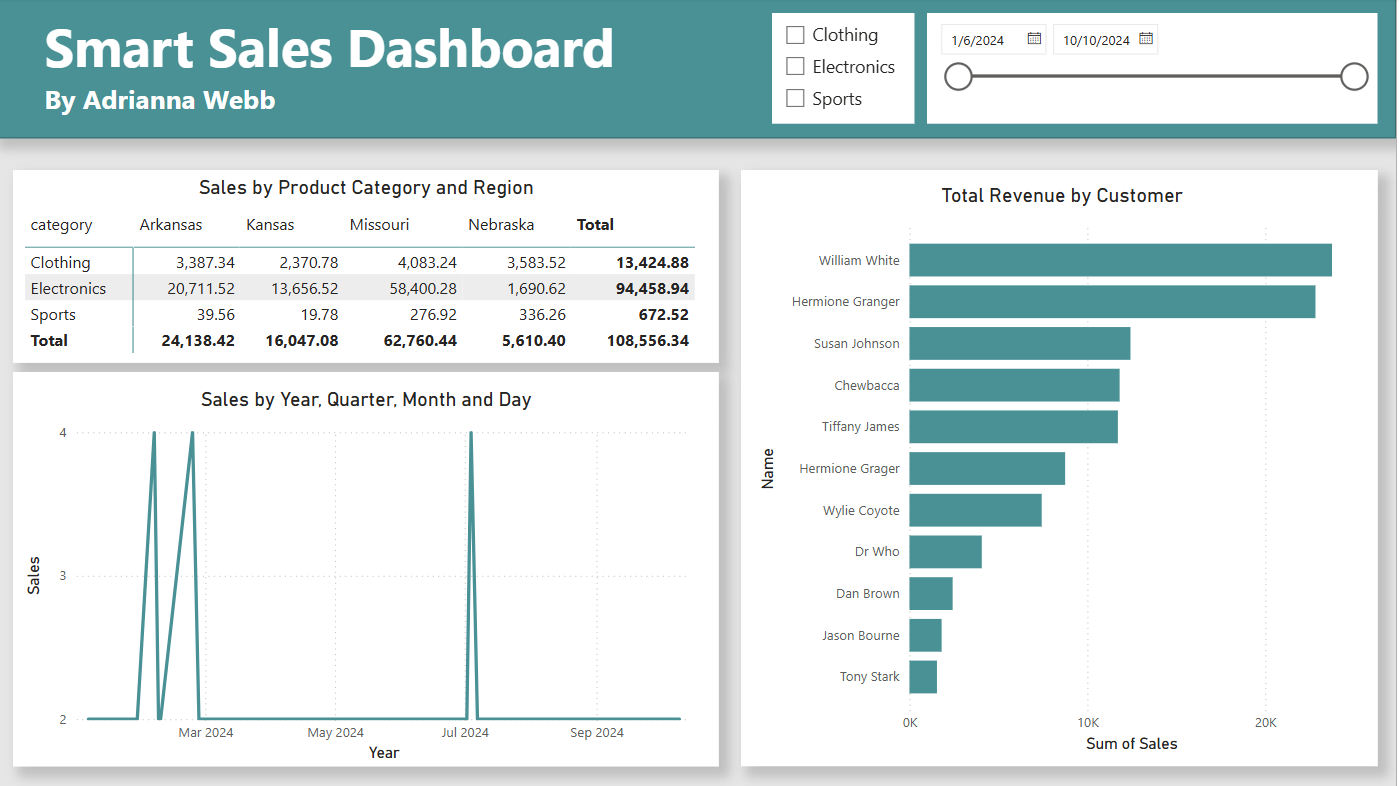 Smart Sales Dashboard
By Adrianna Webb
Clothing
Electronics
Sports
1/6/2024
10/10/2024
Sales by Product Category and Region
category Arkansas Kansas Missouri Nebraska Total
Clothing 3,387.34 2,370.78 4,083.24 3,583.52 13,424.88
Electronics 20,711.52 13,656.52 58,400.28 1,690.62 94,458.94
Sports 39.56 19.78 276.92 336.26 672.52
Total 24,138.42 16,047.08 62,760.44 5,610.40 108,556.34
Sales by Year, Quarter, Month and Day
Sales
4
3
2
Mar 2024 May 2024 Jul 2024 Sep 2024
Year
Total Revenue by Customer
Name
William White
Hermione Granger
Susan Johnson
Chewbacca
Tiffany James
Hermione Grager
Wylie Coyote
Dr Who
Dan Brown
Jason Bourne
Tony Stark
0K 10K 20K
Sum of Sales